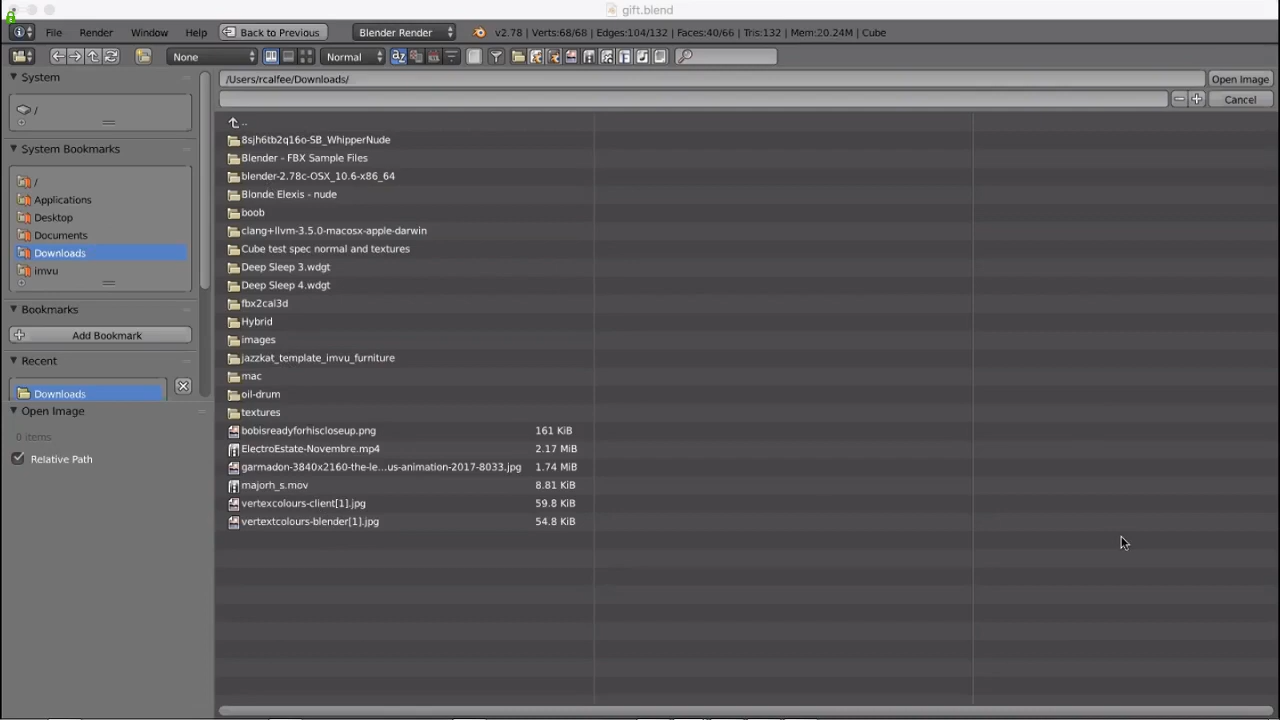 gift.blend
File Render Window Help Back to Previous Blender Render v2.78 | Verts:68/68 | Edges:104/132 | Faces:40/66 | Tris:132 | Mem:20.24M | Cube
None Normal
System
/
System Bookmarks
/
Applications
Desktop
Documents
Downloads
imvu
Bookmarks
Add Bookmark
Recent
Downloads
Open Image
0 items
Relative Path
/Users/rcalfee/Downloads/ Open Image
Cancel
..
8sjh6tb2q16o-SB_WhipperNude
Blender - FBX Sample Files
blender-2.78c-OSX_10.6-x86_64
Blonde Elexis - nude
boob
clang+llvm-3.5.0-macosx-apple-darwin
Cube test spec normal and textures
Deep Sleep 3.wdgt
Deep Sleep 4.wdgt
fbx2cal3d
Hybrid
images
jazzkat_template_imvu_furniture
mac
oil-drum
textures
bobisreadyforhiscloseup.png 161 KiB
ElectroEstate-Novembre.mp4 2.17 MiB
garmadon-3840x2160-the-le...us-animation-2017-8033.jpg 1.74 MiB
majorh_s.mov 8.81 KiB
vertexcolours-client[1].jpg 59.8 KiB
vertextcolours-blender[1].jpg 54.8 KiB